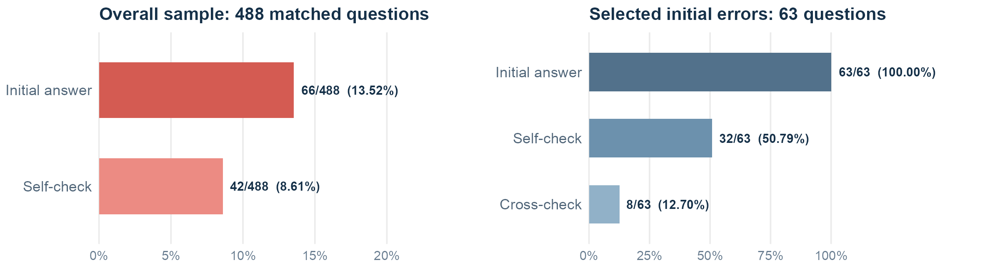 Overall sample: 488 matched questions
Initial answer
66/488 (13.52%)
Self-check
42/488 (8.61%)
0% 5% 10% 15% 20%
Selected initial errors: 63 questions
Initial answer
63/63 (100.00%)
Self-check
32/63 (50.79%)
Cross-check
8/63 (12.70%)
0% 25% 50% 75% 100%